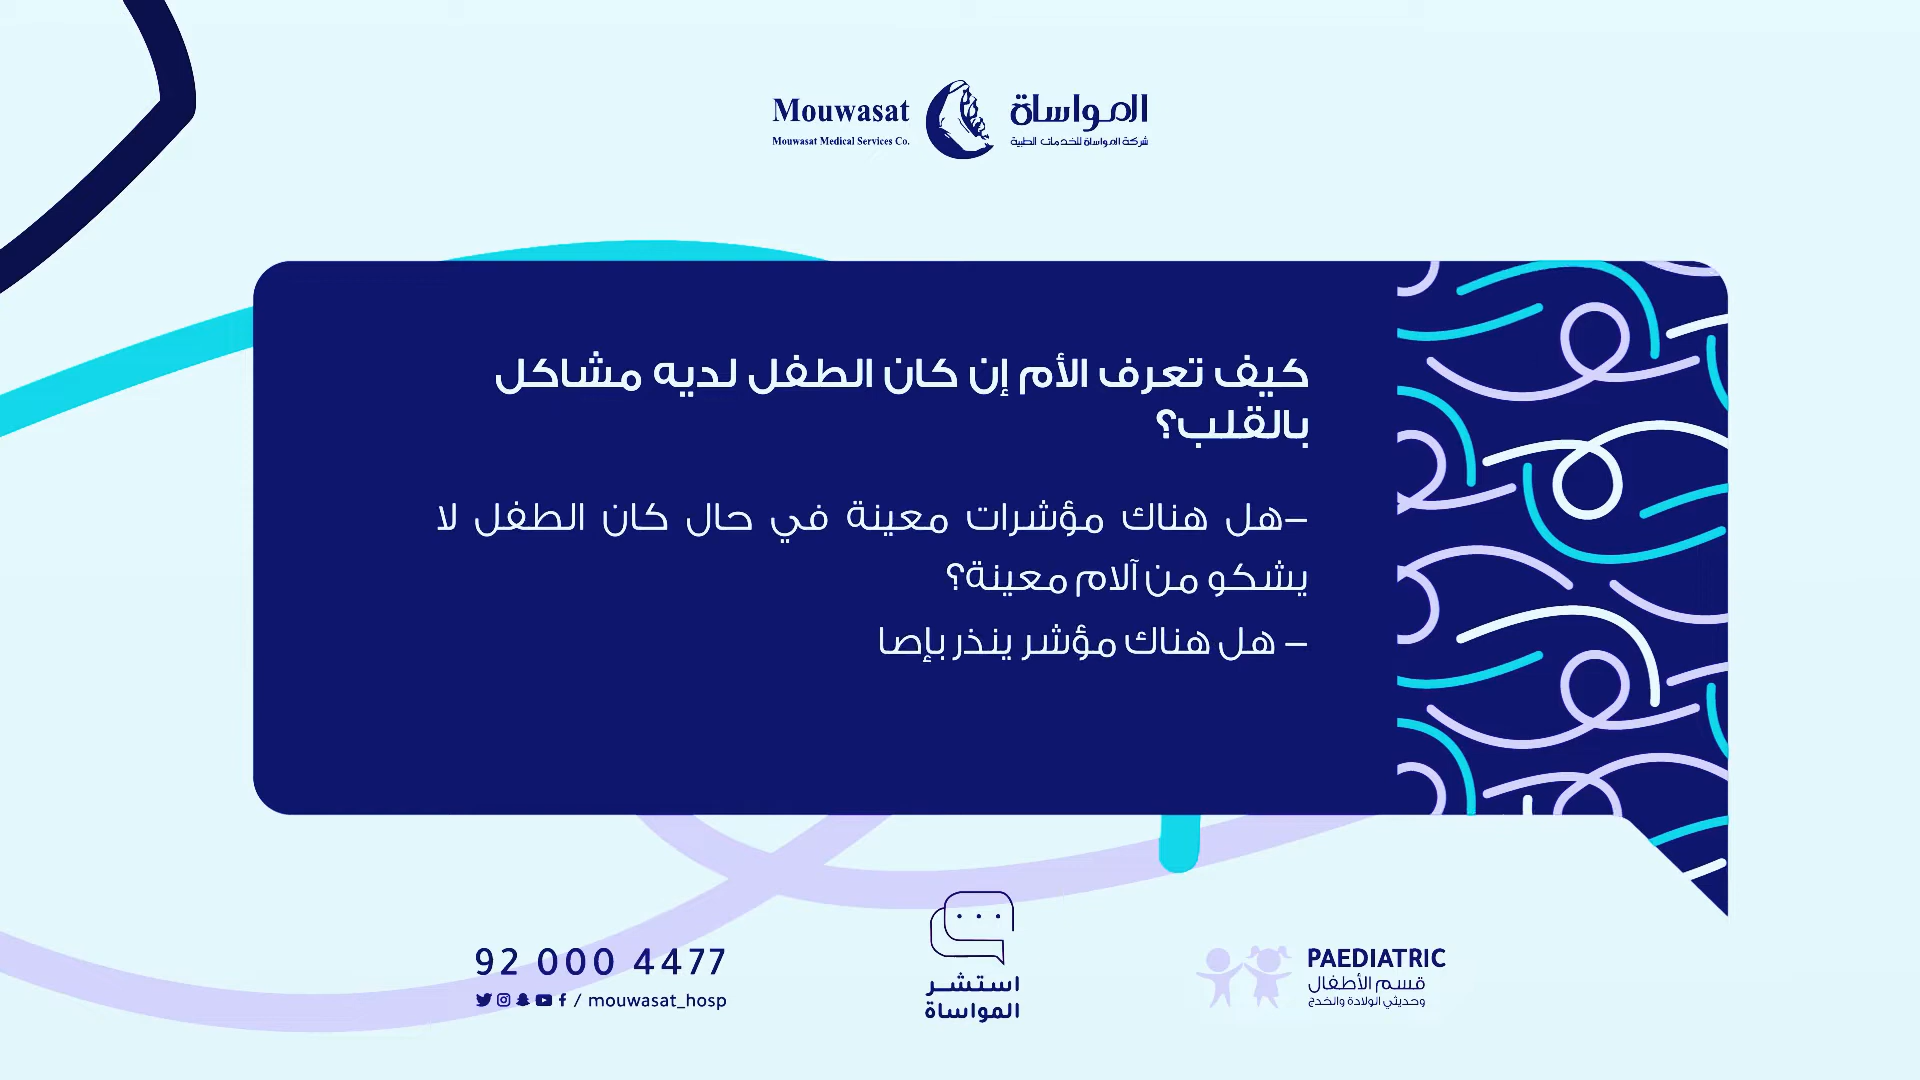 Mouwasat
Mouwasat Medical Services Co.
المواساة
شركة المواساة للخدمات الطبية
كيف تعرف الأم إن كان الطفل لديه مشاكل
بالقلب؟
–هل هناك مؤشرات معينة في حال كان الطفل لا
يشكو من آلام معينة؟
– هل هناك مؤشر ينذر بإصا
92 000 4477
/ mouwasat_hosp
استشر
المواساة
PAEDIATRIC
قسم الأطفال
وحديثي الولادة والخدج